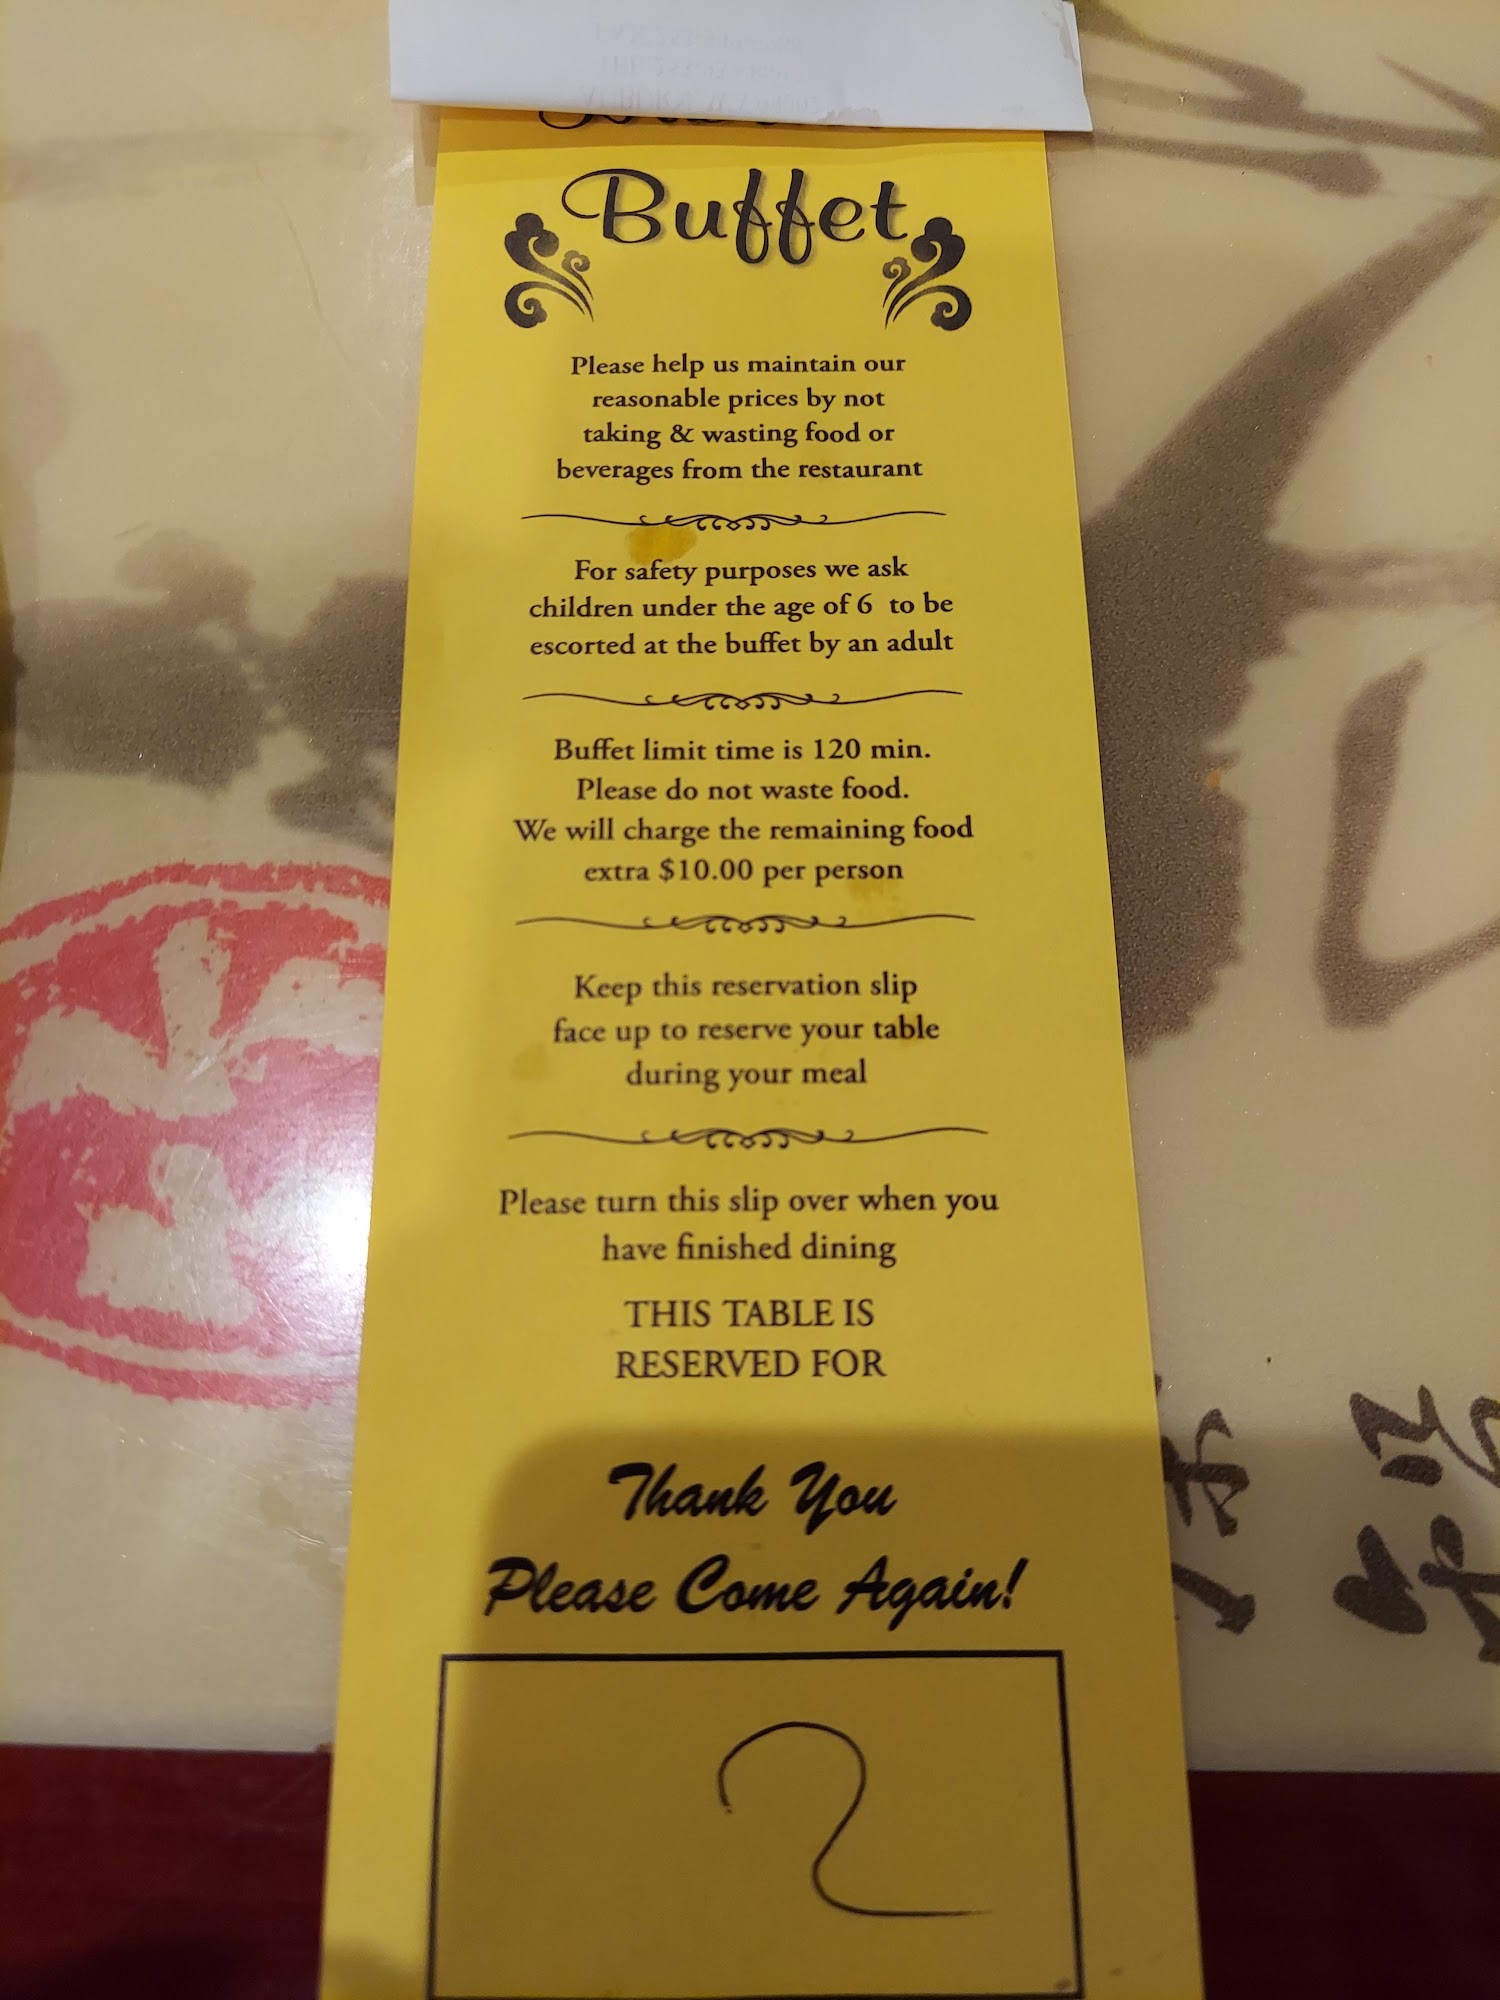 Buffet
Please help us maintain our
reasonable prices by not
taking & wasting food or
beverages from the restaurant
For safety purposes we ask
children under the age of 6 to be
escorted at the buffet by an adult
Buffet limit time is 120 min.
Please do not waste food.
We will charge the remaining food
extra $10.00 per person
Keep this reservation slip
face up to reserve your table
during your meal
Please turn this slip over when you
have finished dining
THIS TABLE IS
RESERVED FOR
Thank You
Please Come Again!
2